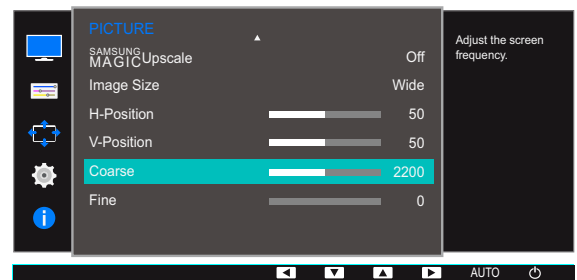 PICTURE
SAMSUNG
MAGIC Upscale Off
Image Size Wide
H-Position 50
V-Position 50
Coarse 2200
Fine 0
Adjust the screen
frequency.
i
AUTO